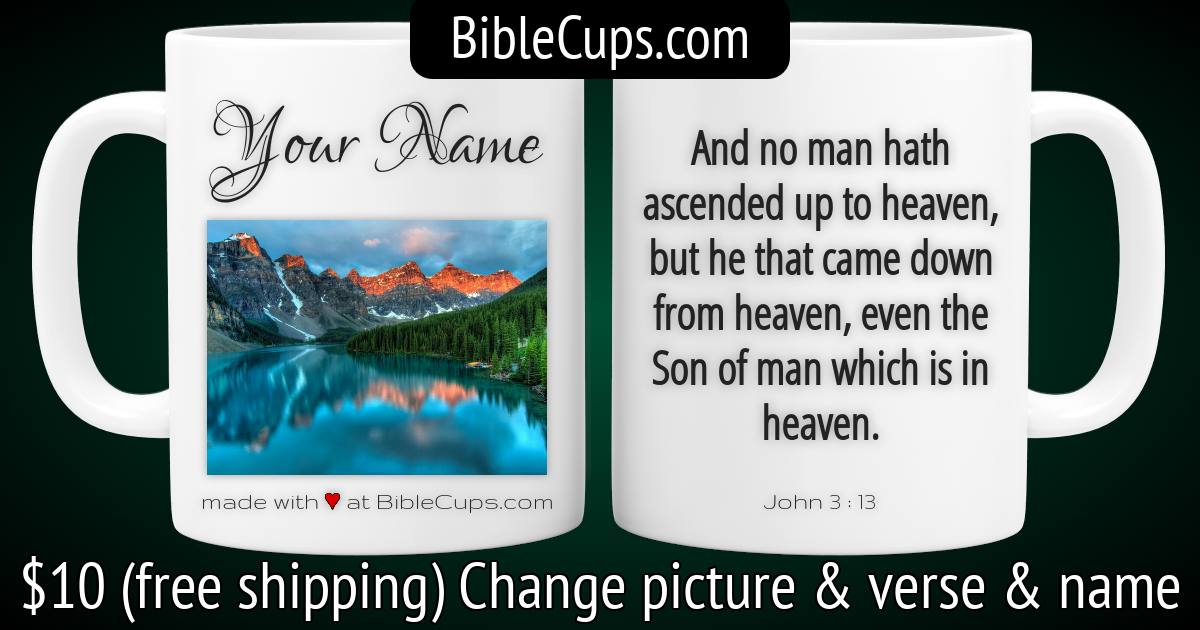 BibleCups.com
Your Name
made with ♥ at BibleCups.com
And no man hath
ascended up to heaven,
but he that came down
from heaven, even the
Son of man which is in
heaven.
John 3 : 13
$10 (free shipping) Change picture & verse & name